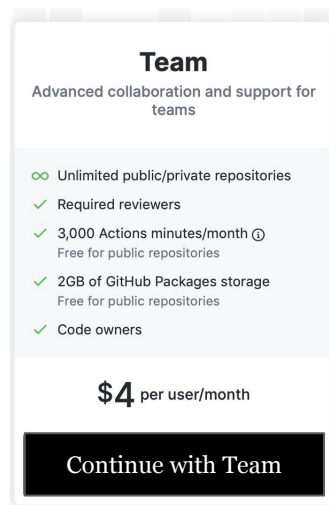 Team
Advanced collaboration and support for
teams
∞ Unlimited public/private repositories
✓ Required reviewers
✓ 3,000 Actions minutes/month ⓘ
Free for public repositories
✓ 2GB of GitHub Packages storage
Free for public repositories
✓ Code owners
$4 per user/month
Continue with Team